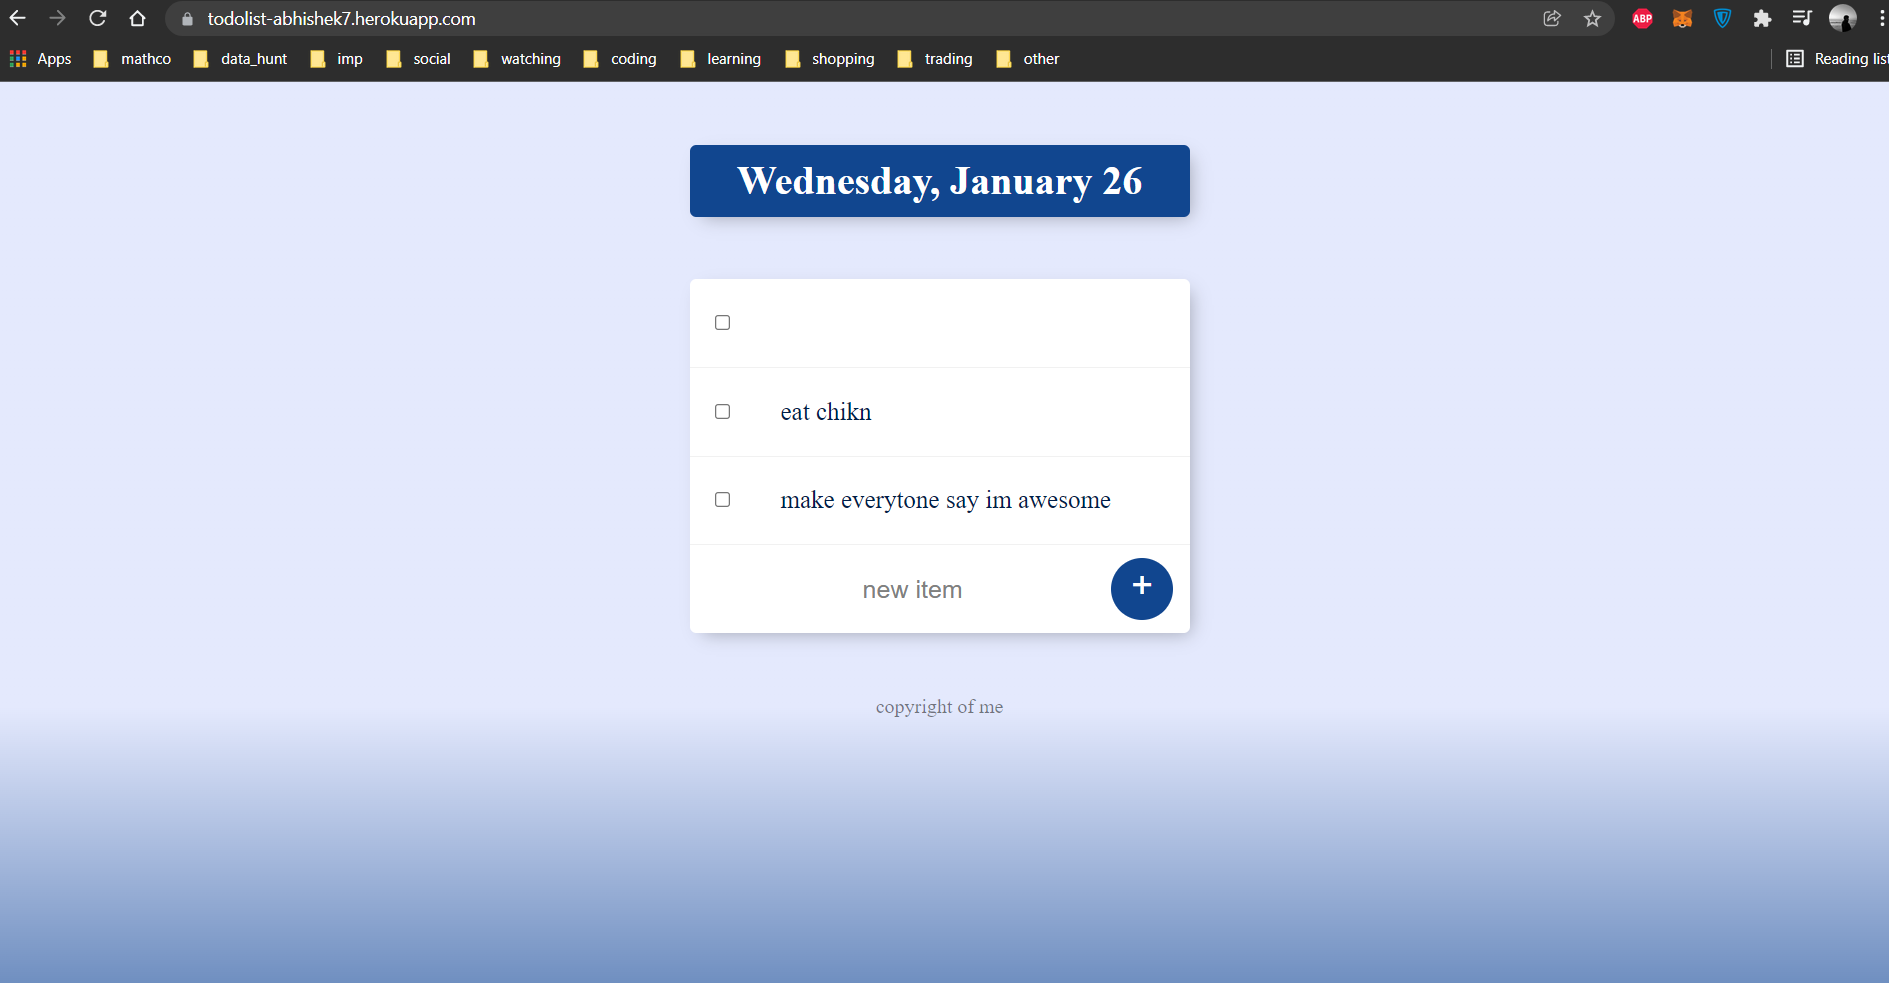 todolist-abhishek7.herokuapp.com
ABP
Apps mathco data_hunt imp social watching coding learning shopping trading other Reading list
Wednesday, January 26
eat chikn
make everytone say im awesome
new item +
copyright of me